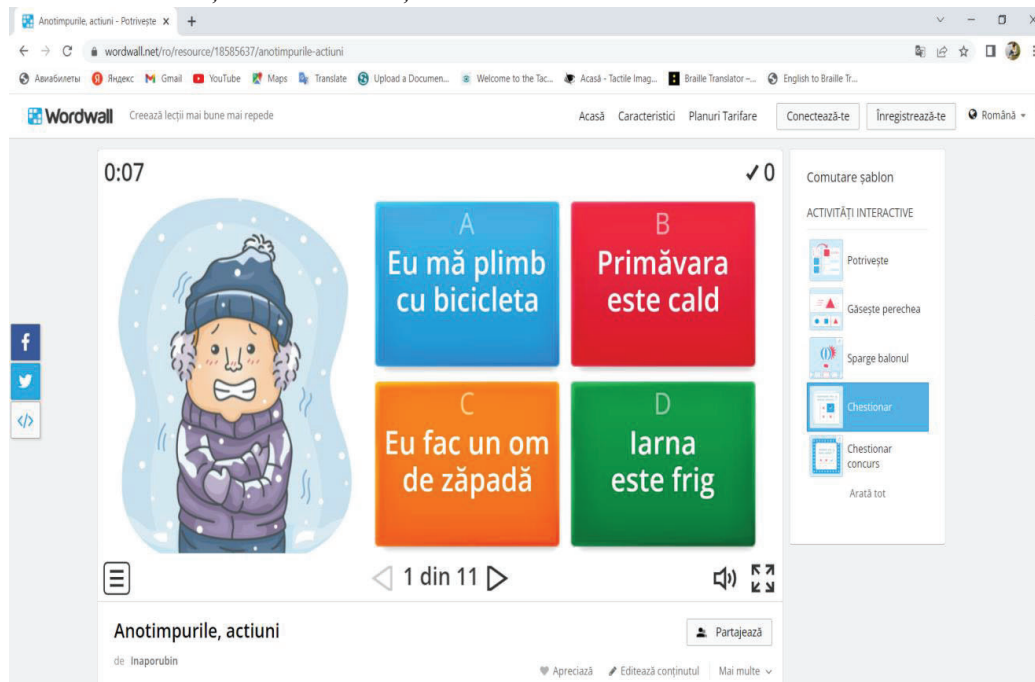 Anotimpurile, actiuni - Potrivește
wordwall.net/ro/resource/18585637/anotimpurile-actiuni
Авиабилеты Яндекс Gmail YouTube Maps Translate Upload a Documen... Welcome to the Tac... Acasă - Tactile Imag... Braille Translator –... English to Braille Tr...
Wordwall Creează lecții mai bune mai repede Acasă Caracteristici Planuri Tarifare Conectează-te Înregistrează-te Română
0:07
0
A
Eu mă plimb
cu bicicleta
B
Primăvara
este cald
C
Eu fac un om
de zăpadă
D
Iarna
este frig
1 din 11
Comutare șablon
ACTIVITĂȚI INTERACTIVE
Potrivește
Găsește perechea
Sparge balonul
Chestionar
Chestionar
concurs
Arată tot
Anotimpurile, actiuni
Partajează
de Inaporubin
Apreciază Editează conținutul Mai multe